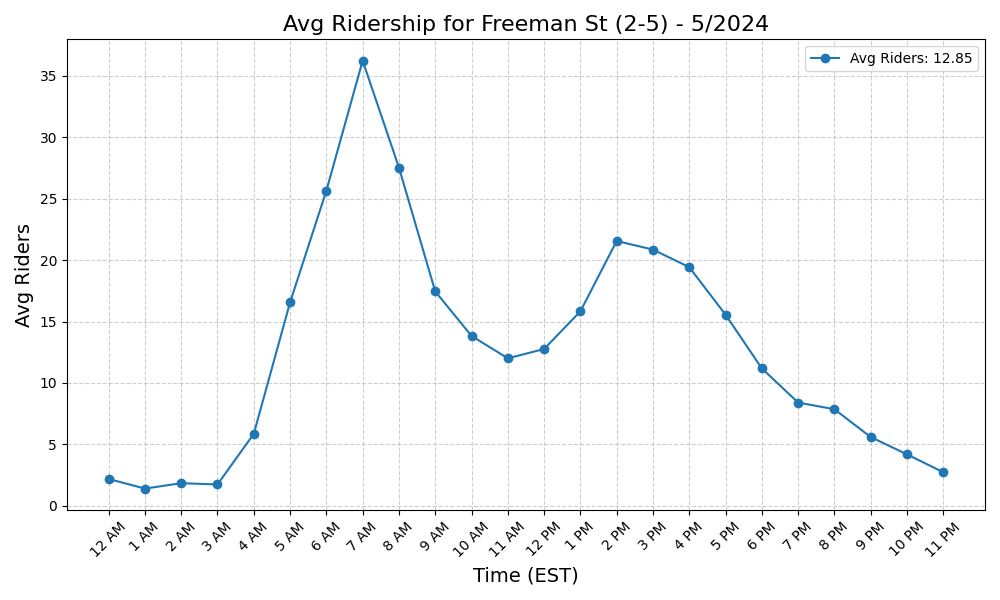 Avg Ridership for Freeman St (2-5) - 5/2024
Avg Riders: 12.85
Avg Riders
35
30
25
20
15
10
5
0
12 AM
1 AM
2 AM
3 AM
4 AM
5 AM
6 AM
7 AM
8 AM
9 AM
10 AM
11 AM
12 PM
1 PM
2 PM
3 PM
4 PM
5 PM
6 PM
7 PM
8 PM
9 PM
10 PM
11 PM
Time (EST)